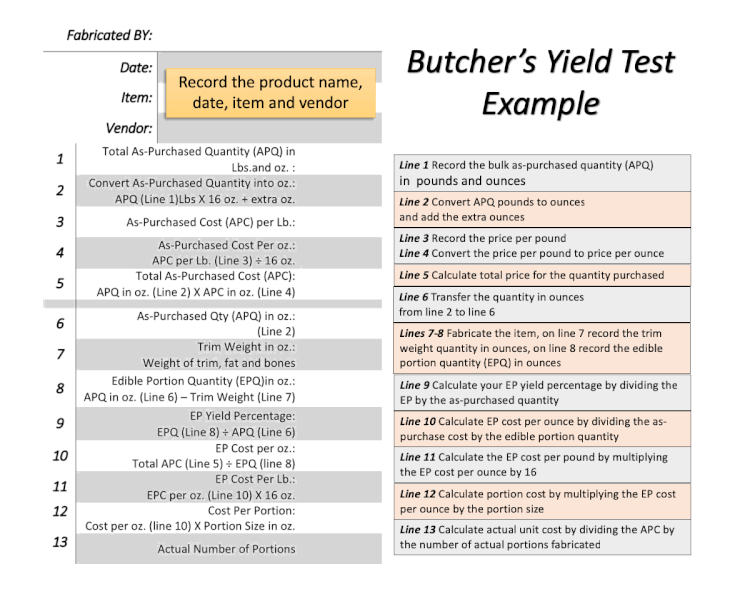 Fabricated BY:
Date:
Item:
Vendor:
Record the product name,
date, item and vendor
1 Total As-Purchased Quantity (APQ) in
Lbs.and oz. :
2 Convert As-Purchased Quantity into oz.:
APQ (Line 1)Lbs X 16 oz. + extra oz.
3 As-Purchased Cost (APC) per Lb.:
4 As-Purchased Cost Per oz.:
APC per Lb. (Line 3) ÷ 16 oz.
5 Total As-Purchased Cost (APC):
APQ in oz. (Line 2) X APC in oz. (Line 4)
6 As-Purchased Qty (APQ) in oz.:
(Line 2)
7 Trim Weight in oz.:
Weight of trim, fat and bones
8 Edible Portion Quantity (EPQ)in oz.:
APQ in oz. (Line 6) – Trim Weight (Line 7)
9 EP Yield Percentage:
EPQ (Line 8) ÷ APQ (Line 6)
10 EP Cost per oz.:
Total APC (Line 5) ÷ EPQ (line 8)
11 EP Cost Per Lb.:
EPC per oz. (Line 10) X 16 oz.
12 Cost Per Portion:
Cost per oz. (line 10) X Portion Size in oz.
13 Actual Number of Portions
Butcher's Yield Test
Example
Line 1 Record the bulk as-purchased quantity (APQ)
in pounds and ounces
Line 2 Convert APQ pounds to ounces
and add the extra ounces
Line 3 Record the price per pound
Line 4 Convert the price per pound to price per ounce
Line 5 Calculate total price for the quantity purchased
Line 6 Transfer the quantity in ounces
from line 2 to line 6
Lines 7-8 Fabricate the item, on line 7 record the trim
weight quantity in ounces, on line 8 record the edible
portion quantity (EPQ) in ounces
Line 9 Calculate your EP yield percentage by dividing the
EP by the as-purchased quantity
Line 10 Calculate EP cost per ounce by dividing the as-
purchase cost by the edible portion quantity
Line 11 Calculate the EP cost per pound by multiplying
the EP cost per ounce by 16
Line 12 Calculate portion cost by multiplying the EP cost
per ounce by the portion size
Line 13 Calculate actual unit cost by dividing the APC by
the number of actual portions fabricated